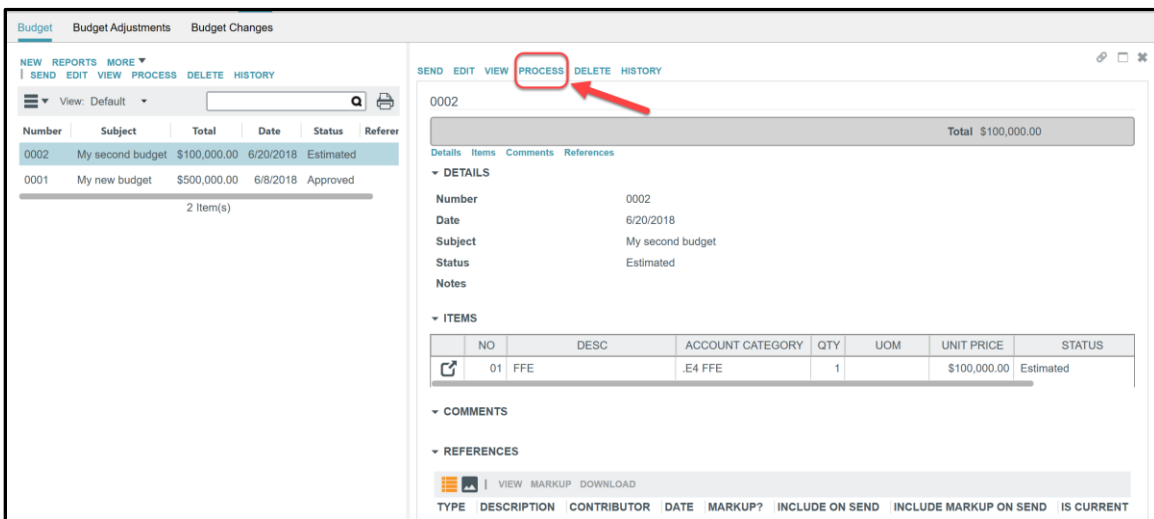 Budget Budget Adjustments Budget Changes
NEW REPORTS MORE
SEND EDIT VIEW PROCESS DELETE HISTORY
View: Default
Number Subject Total Date Status Referer
0002 My second budget $100,000.00 6/20/2018 Estimated
0001 My new budget $500,000.00 6/8/2018 Approved
2 Item(s)
SEND EDIT VIEW PROCESS DELETE HISTORY
0002
Total $100,000.00
Details Items Comments References
DETAILS
Number 0002
Date 6/20/2018
Subject My second budget
Status Estimated
Notes
ITEMS
NO DESC ACCOUNT CATEGORY QTY UOM UNIT PRICE STATUS
01 FFE .E4 FFE 1 $100,000.00 Estimated
COMMENTS
REFERENCES
VIEW MARKUP DOWNLOAD
TYPE DESCRIPTION CONTRIBUTOR DATE MARKUP? INCLUDE ON SEND INCLUDE MARKUP ON SEND IS CURRENT